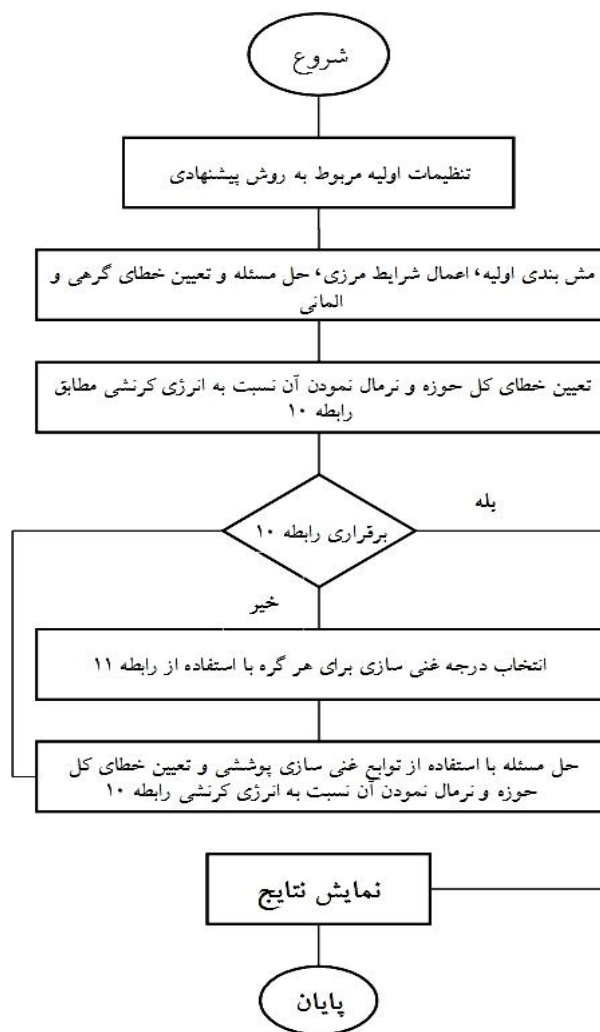 شروع
تنظیمات اولیه مربوط به روش پیشنهادی
مش بندی اولیه، اعمال شرایط مرزی، حل مسئله و تعیین خطای گرهی و
المانی
تعیین خطای کل حوزه و نرمال نمودن آن نسبت به انرژی کرنشی مطابق
رابطه ۱۰
بله
برقراری رابطه ۱۰
خیر
انتخاب درجه غنی سازی برای هر گره با استفاده از رابطه ۱۱
حل مسئله با استفاده از توابع غنی سازی پوششی و تعیین خطای کل
حوزه و نرمال نمودن آن نسبت به انرژی کرنشی رابطه ۱۰
نمایش نتایج
پایان